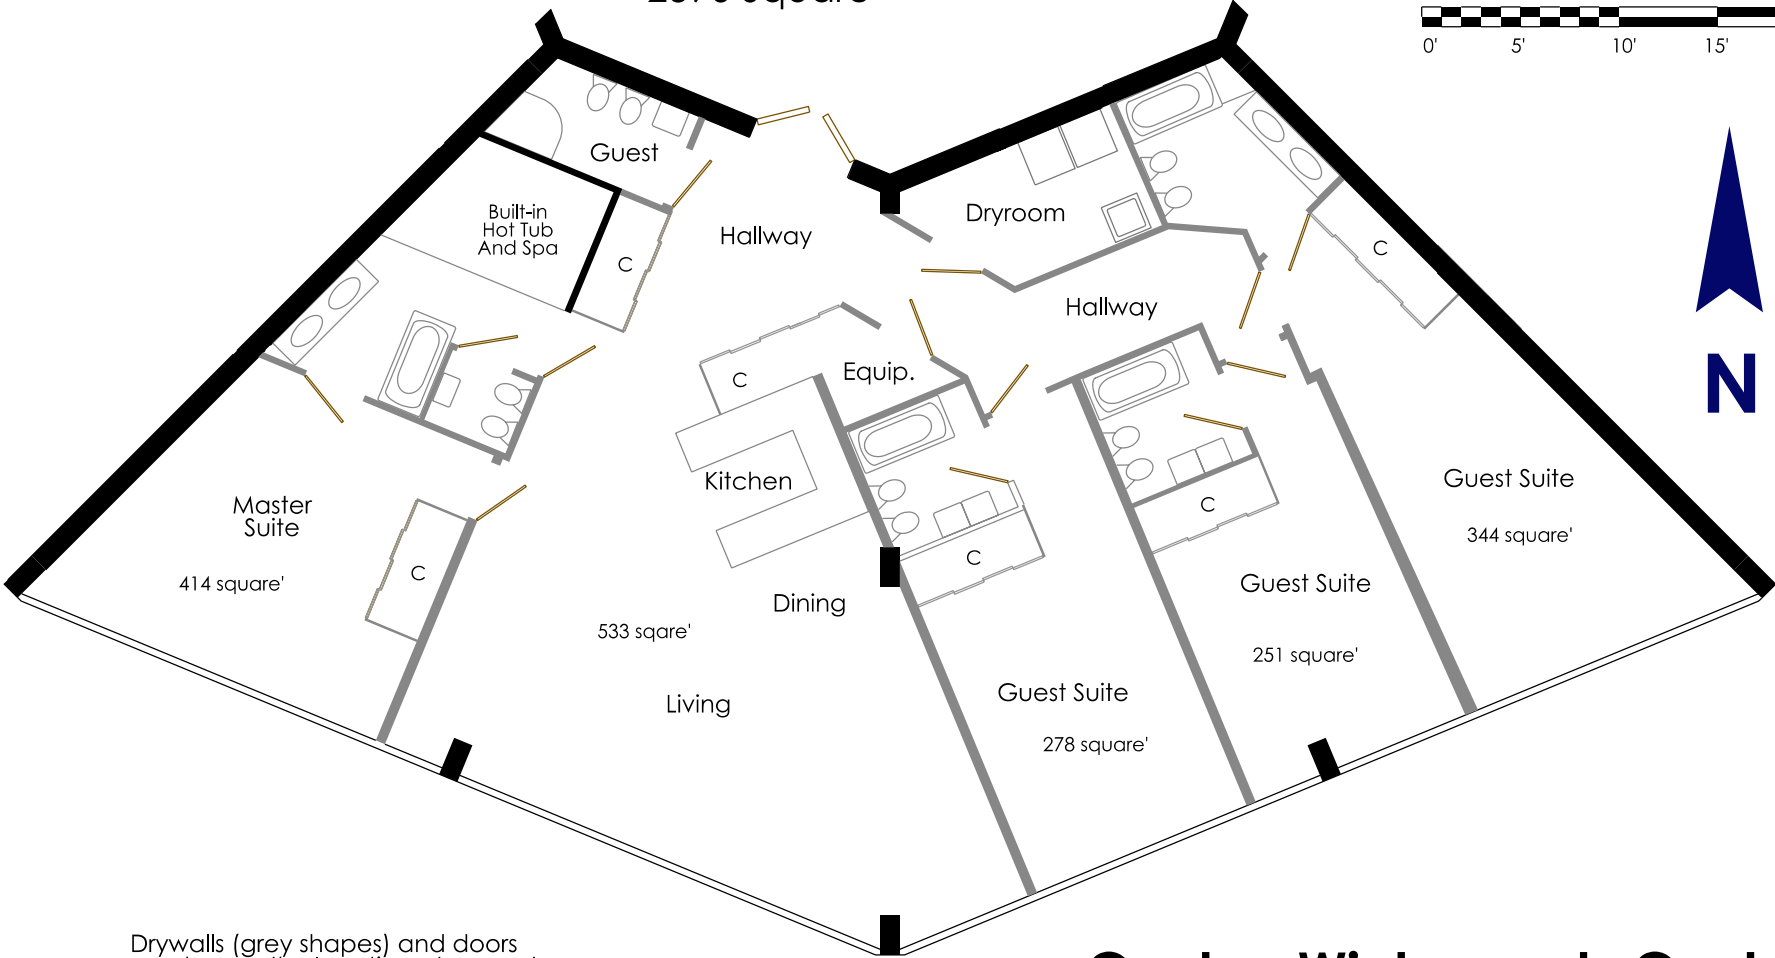 0' 5' 10' 15'
Guest
Built-in
Hot Tub
And Spa
C
Hallway
Dryroom
C
Hallway
N
C
Equip.
Kitchen
Master
Suite
414 square'
C
Dining
533 sqare'
Living
C
Guest Suite
278 square'
C
Guest Suite
251 square'
Guest Suite
344 square'
Drywalls (grey shapes) and doors